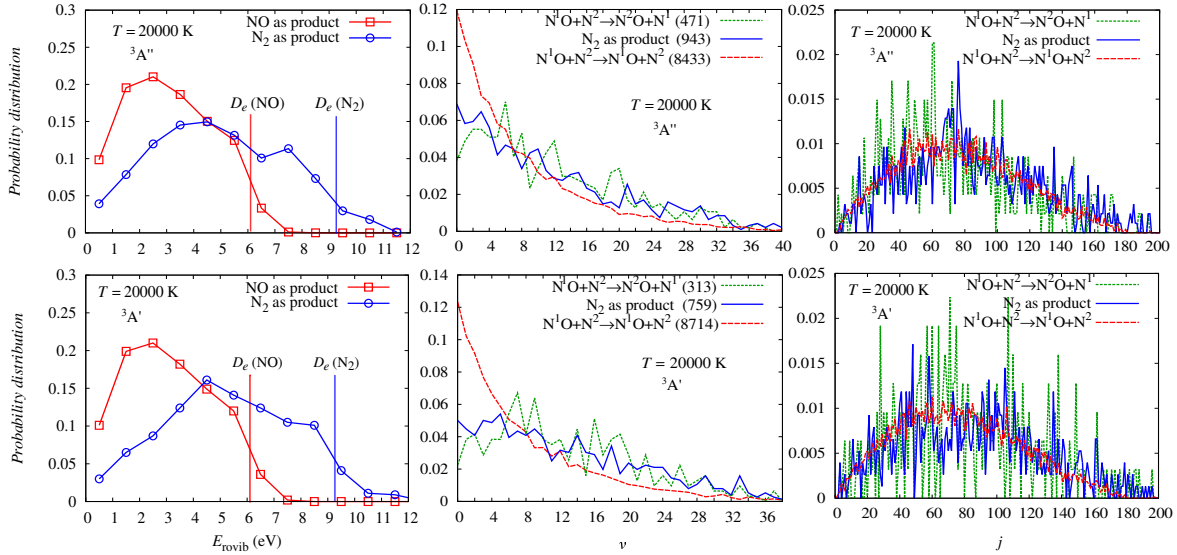 0.3
0.25
0.2
0.15
0.1
0.05
0
Probability distribution
T = 20000 K
³A''
NO as product
N₂ as product
Dₑ (NO)
Dₑ (N₂)
0 1 2 3 4 5 6 7 8 9 10 11 12
0.12
0.1
0.08
0.06
0.04
0.02
0
N¹O+N²→N²O+N¹ (471)
N₂ as product (943)
N¹O+N²→N¹O+N² (8433)
T = 20000 K
³A''
0 4 8 12 16 20 24 28 32 36 40
0.025
0.02
0.015
0.01
0.005
0
T = 20000 K
³A''
N¹O+N²→N²O+N¹
N₂ as product
N¹O+N²→N¹O+N²
0 20 40 60 80 100 120 140 160 180 200
0.3
0.25
0.2
0.15
0.1
0.05
0
Probability distribution
T = 20000 K
³A'
NO as product
N₂ as product
Dₑ (NO)
Dₑ (N₂)
0 1 2 3 4 5 6 7 8 9 10 11 12
E_rovib (eV)
0.14
0.12
0.1
0.08
0.06
0.04
0.02
0
N¹O+N²→N²O+N¹ (313)
N₂ as product (759)
N¹O+N²→N¹O+N² (8714)
T = 20000 K
³A'
0 4 8 12 16 20 24 28 32 36
v
0.025
0.02
0.015
0.01
0.005
0
T = 20000 K
³A'
N¹O+N²→N²O+N¹
N₂ as product
N¹O+N²→N¹O+N²
0 20 40 60 80 100 120 140 160 180 200
j